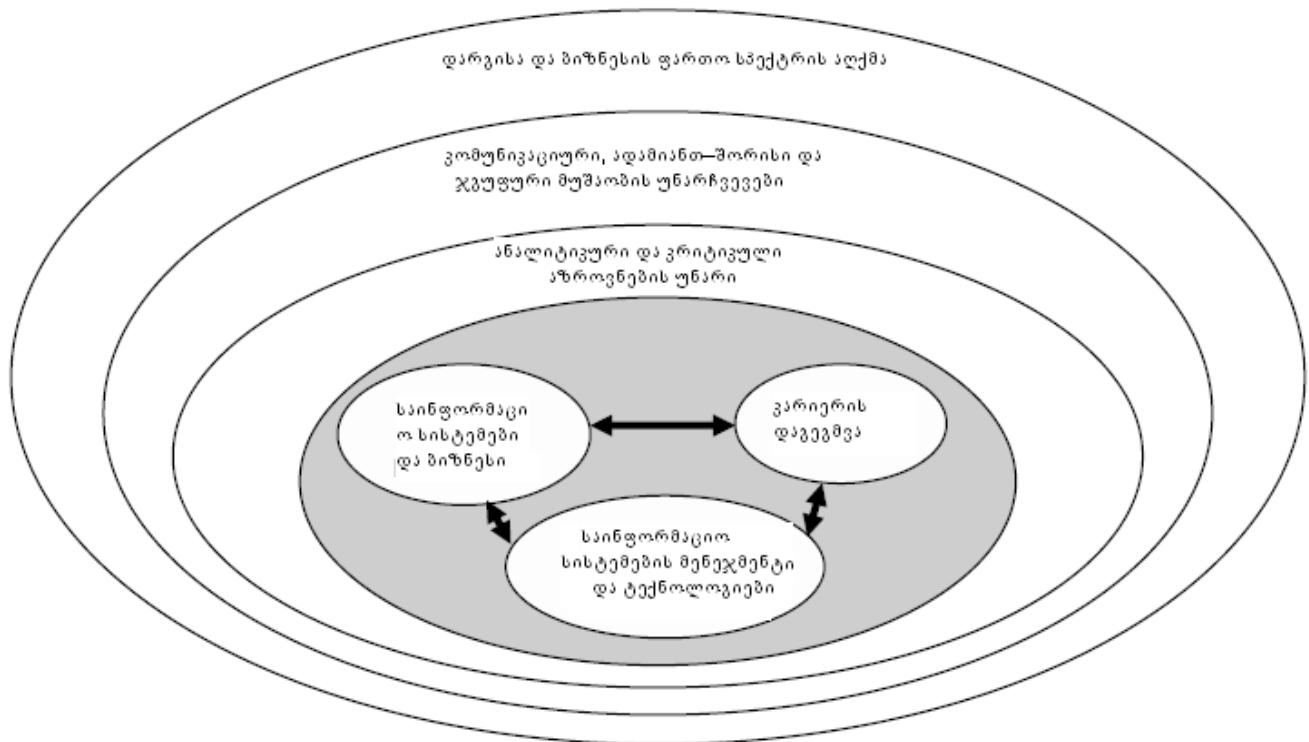 დარგისა და ბიზნესის ფართო სპექტრის აღქმა
კომუნიკაციური, ადამიანთ–შორისი და
ჯგუფური მუშაობის უნარჩვევები
ანალიტიკური და კრიტიკული
აზროვნების უნარი
საინფორმაცი
ო სისტემები
და ბიზნესი
კარიერის
დაგეგმვა
საინფორმაციო
სისტემების მენეჯმენტი
და ტექნოლოგიები